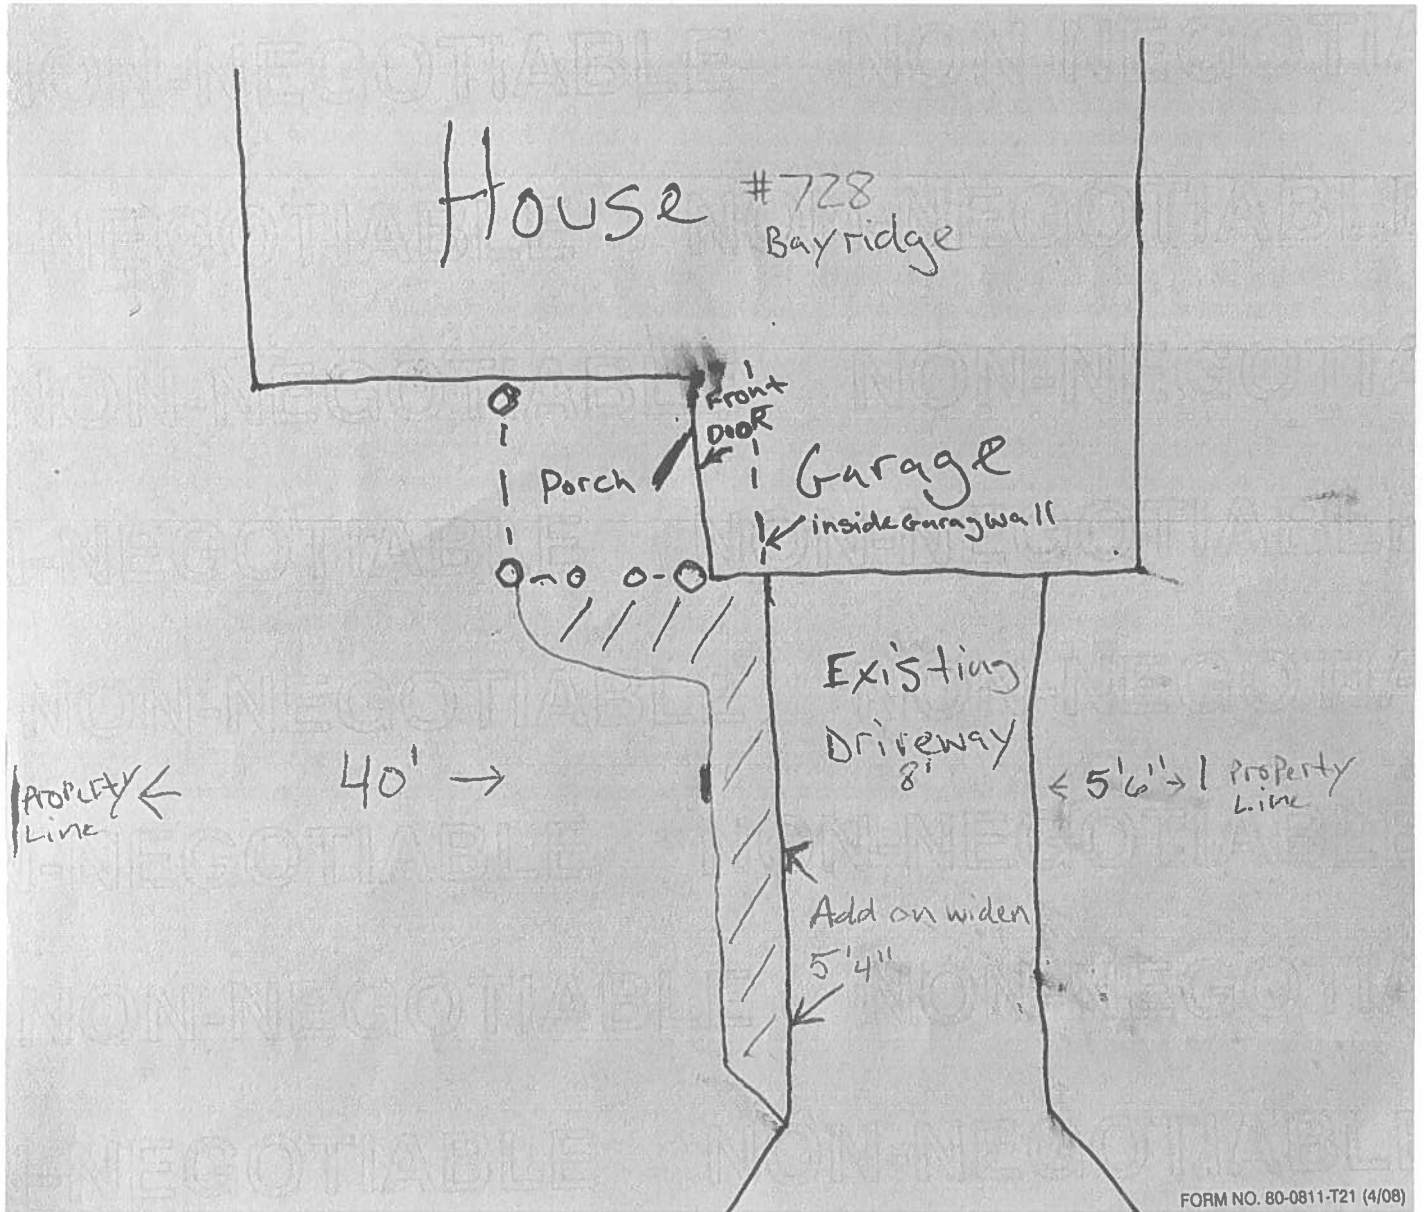 House #728
Bayridge
Front
Door
Porch
Garage
inside Garag wall
Existing
Driveway
8'
40'
Property
Line
5'6"
Property
Line
Add on widen
5'4"
NON-NEGOTIABLE
FORM NO. 80-0811-T21 (4/08)